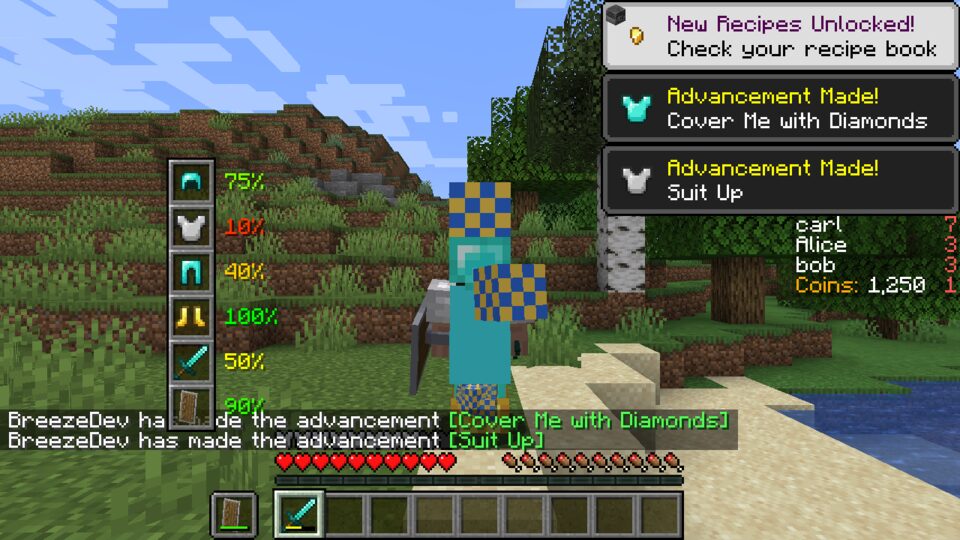 New Recipes Unlocked!
Check your recipe book
Advancement Made!
Cover Me with Diamonds
Advancement Made!
Suit Up
carl 7
Alice 3
bob 3
Coins: 1,250 1
75%
10%
40%
100%
50%
90%
BreezeDev ha de the advancement [Cover Me with Diamonds]
BreezeDev has made the advancement [Suit Up]